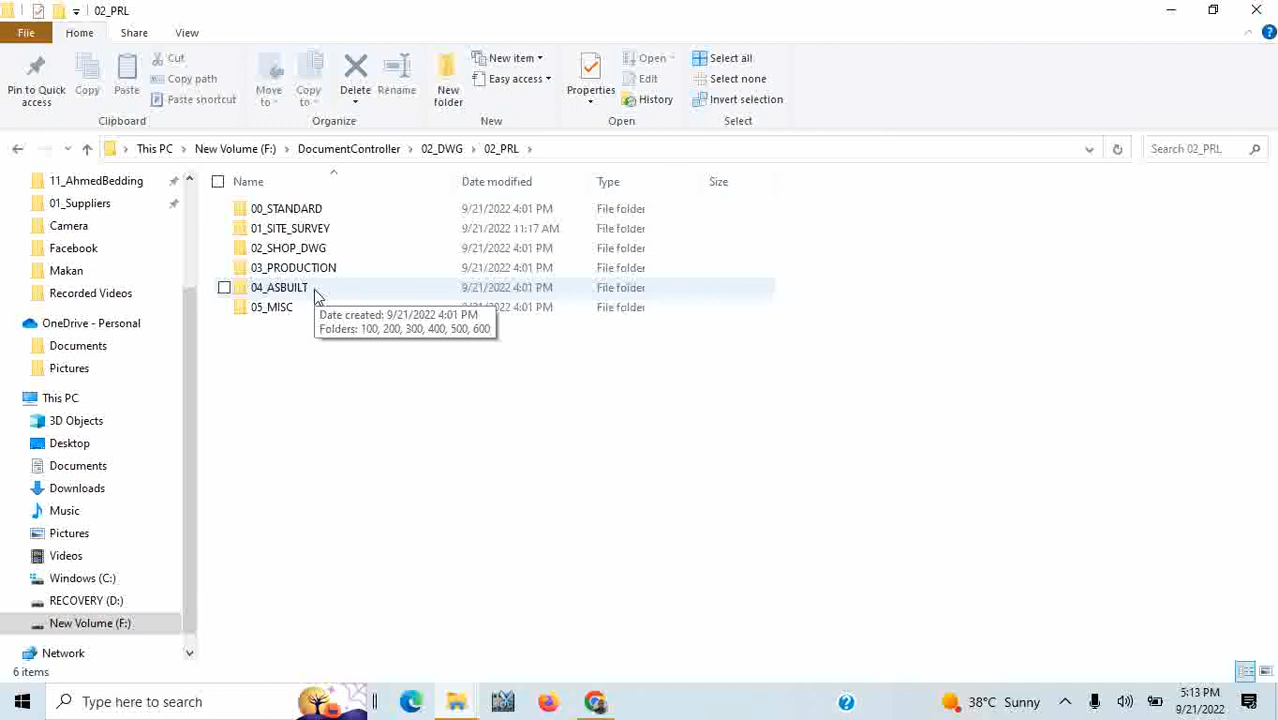 02_PRL
File Home Share View
Pin to Quick access
Copy
Paste
Cut
Copy path
Paste shortcut
Clipboard
Move to
Copy to
Delete
Rename
Organize
New folder
New item
Easy access
New
Properties
Open
Edit
History
Open
Select all
Select none
Invert selection
Select
This PC > New Volume (F:) > DocumentController > 02_DWG > 02_PRL >
Search 02_PRL
Name Date modified Type Size
00_STANDARD 9/21/2022 4:01 PM File folder
01_SITE_SURVEY 9/21/2022 11:17 AM File folder
02_SHOP_DWG 9/21/2022 4:01 PM File folder
03_PRODUCTION 9/21/2022 4:01 PM File folder
04_ASBUILT 9/21/2022 4:01 PM File folder
05_MISC 9/21/2022 4:01 PM File folder
Date created: 9/21/2022 4:01 PM
Folders: 100, 200, 300, 400, 500, 600
11_AhmedBedding
01_Suppliers
Camera
Facebook
Makan
Recorded Videos
OneDrive - Personal
Documents
Pictures
This PC
3D Objects
Desktop
Documents
Downloads
Music
Pictures
Videos
Windows (C:)
RECOVERY (D:)
New Volume (F:)
Network
6 items
Type here to search
38°C Sunny
5:13 PM
9/21/2022